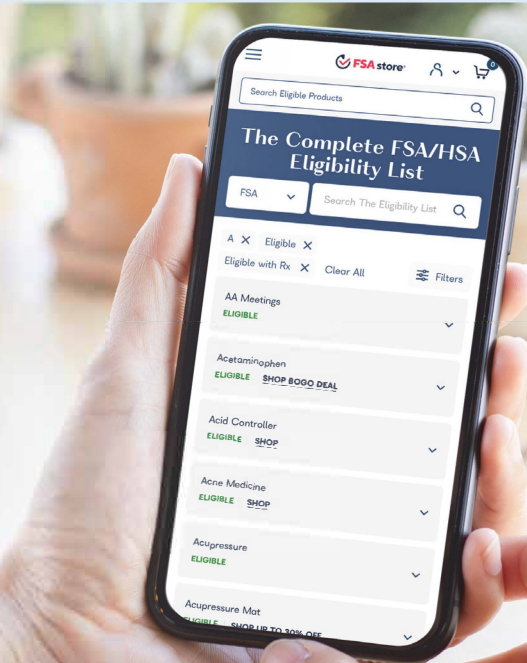 FSA store
0
Search Eligible Products
The Complete FSA/HSA
Eligibility List
FSA
Search The Eligibility List
A X Eligible X
Eligible with Rx X Clear All
Filters
AA Meetings
ELIGIBLE
Acetaminophen
ELIGIBLE SHOP BOGO DEAL
Acid Controller
ELIGIBLE SHOP
Acne Medicine
ELIGIBLE SHOP
Acupressure
ELIGIBLE
Acupressure Mat
ELIGIBLE SHOP UP TO 30% OFF